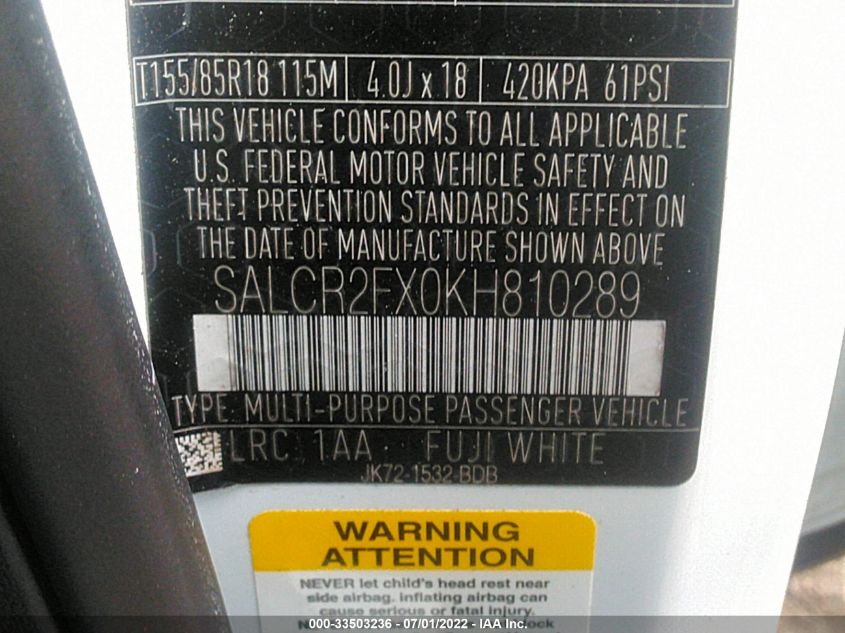 T155/85R18 115M 4.0J x 18 420KPA 61PSI
THIS VEHICLE CONFORMS TO ALL APPLICABLE
U.S. FEDERAL MOTOR VEHICLE SAFETY AND
THEFT PREVENTION STANDARDS IN EFFECT ON
THE DATE OF MANUFACTURE SHOWN ABOVE
SALCR2FX0KH810289
TYPE: MULTI-PURPOSE PASSENGER VEHICLE
LRC 1AA FUJI WHITE
JK72-1532-BDB
WARNING
ATTENTION
NEVER let child's head rest near
side airbag. Inflating airbag can
cause serious or fatal injury.
000-33503236 - 07/01/2022 - IAA Inc.